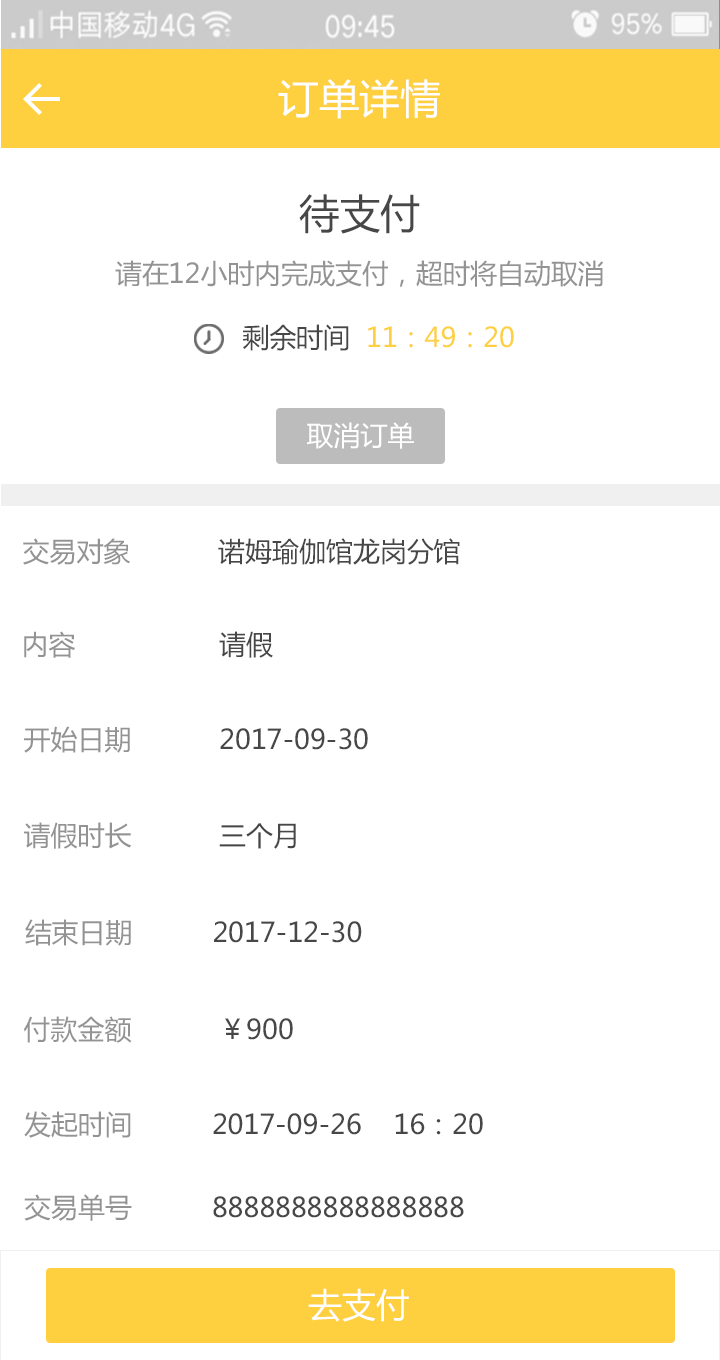 中国移动4G 09:45 95%
订单详情
待支付
请在12小时内完成支付，超时将自动取消
剩余时间 11：49：20
取消订单
交易对象 诺姆瑜伽馆龙岗分馆
内容 请假
开始日期 2017-09-30
请假时长 三个月
结束日期 2017-12-30
付款金额 ￥900
发起时间 2017-09-26 16：20
交易单号 8888888888888888
去支付